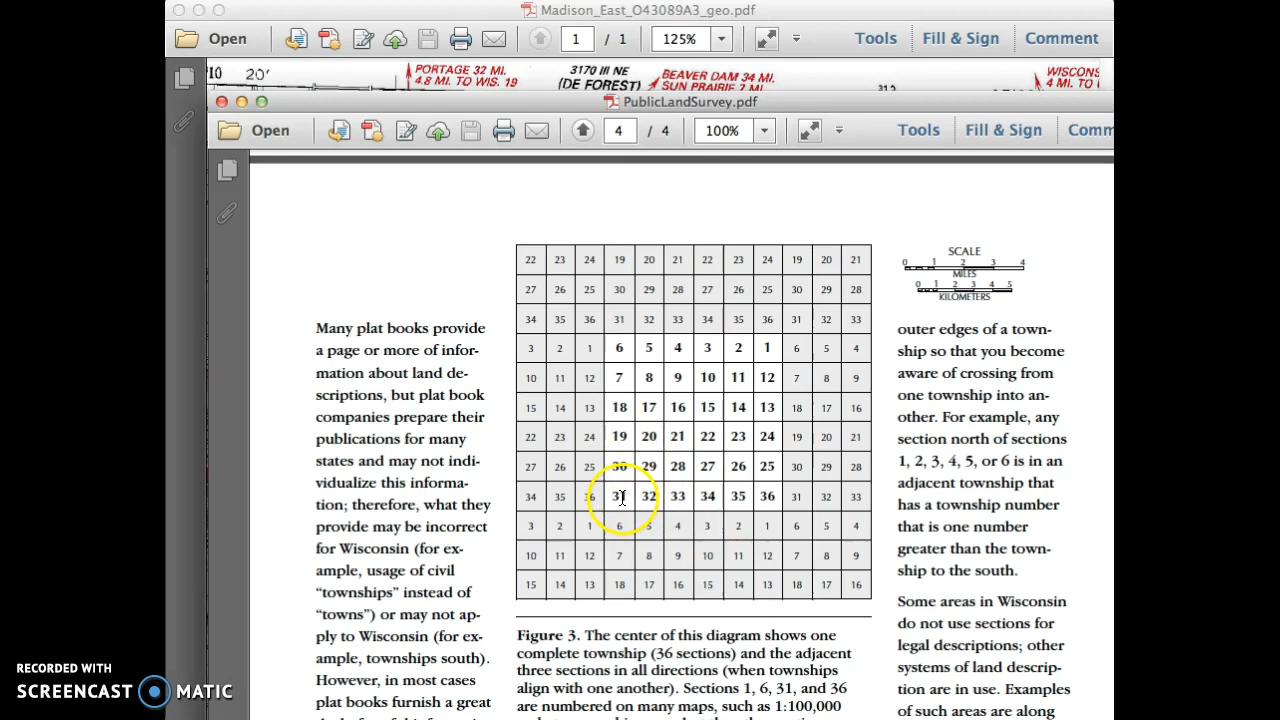 Madison_East_O43089A3_geo.pdf
Open
1 / 1
125%
Tools
Fill & Sign
Comment
20'
PORTAGE 32 MI.
4.8 MI. TO WIS. 19
3170 III NE
(DE FOREST)
BEAVER DAM 34 MI.
SUN PRAIRIE 7 MI.
312
WISCONS
4 MI. TO I
PublicLandSurvey.pdf
Open
4 / 4
100%
Tools
Fill & Sign
Comm
22 23 24 19 20 21 22 23 24 19 20 21
27 26 25 30 29 28 27 26 25 30 29 28
34 35 36 31 32 33 34 35 36 31 32 33
3 2 1 6 5 4 3 2 1 6 5 4
10 11 12 7 8 9 10 11 12 7 8 9
15 14 13 18 17 16 15 14 13 18 17 16
22 23 24 19 20 21 22 23 24 19 20 21
27 26 25 30 29 28 27 26 25 30 29 28
34 35 36 31 32 33 34 35 36 31 32 33
3 2 1 6 5 4 3 2 1 6 5 4
10 11 12 7 8 9 10 11 12 7 8 9
15 14 13 18 17 16 15 14 13 18 17 16
SCALE
0 1 2 3 4
MILES
0 1 2 3 4 5
KILOMETERS
Many plat books provide
a page or more of infor-
mation about land de-
scriptions, but plat book
companies prepare their
publications for many
states and may not indi-
vidualize this informa-
tion; therefore, what they
provide may be incorrect
for Wisconsin (for ex-
ample, usage of civil
“townships” instead of
“towns”) or may not ap-
ply to Wisconsin (for ex-
ample, townships south).
However, in most cases
plat books furnish a great
Figure 3. The center of this diagram shows one
complete township (36 sections) and the adjacent
three sections in all directions (when townships
align with one another). Sections 1, 6, 31, and 36
are numbered on many maps, such as 1:100,000
outer edges of a town-
ship so that you become
aware of crossing from
one township into an-
other. For example, any
section north of sections
1, 2, 3, 4, 5, or 6 is in an
adjacent township that
has a township number
that is one number
greater than the town-
ship to the south.
Some areas in Wisconsin
do not use sections for
legal descriptions; other
systems of land descrip-
tion are in use. Examples
of such areas are along
RECORDED WITH
SCREENCAST MATIC